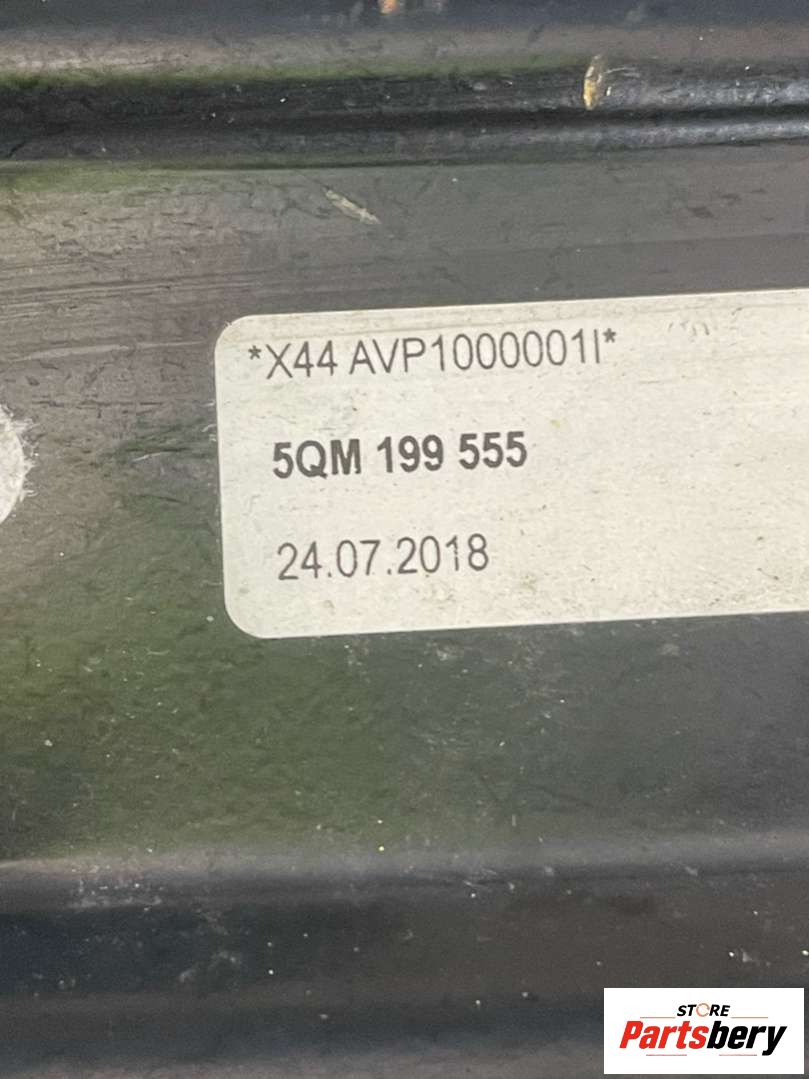 *X44 AVP1000001I*
5QM 199 555
24.07.2018
STORE
Partsbery